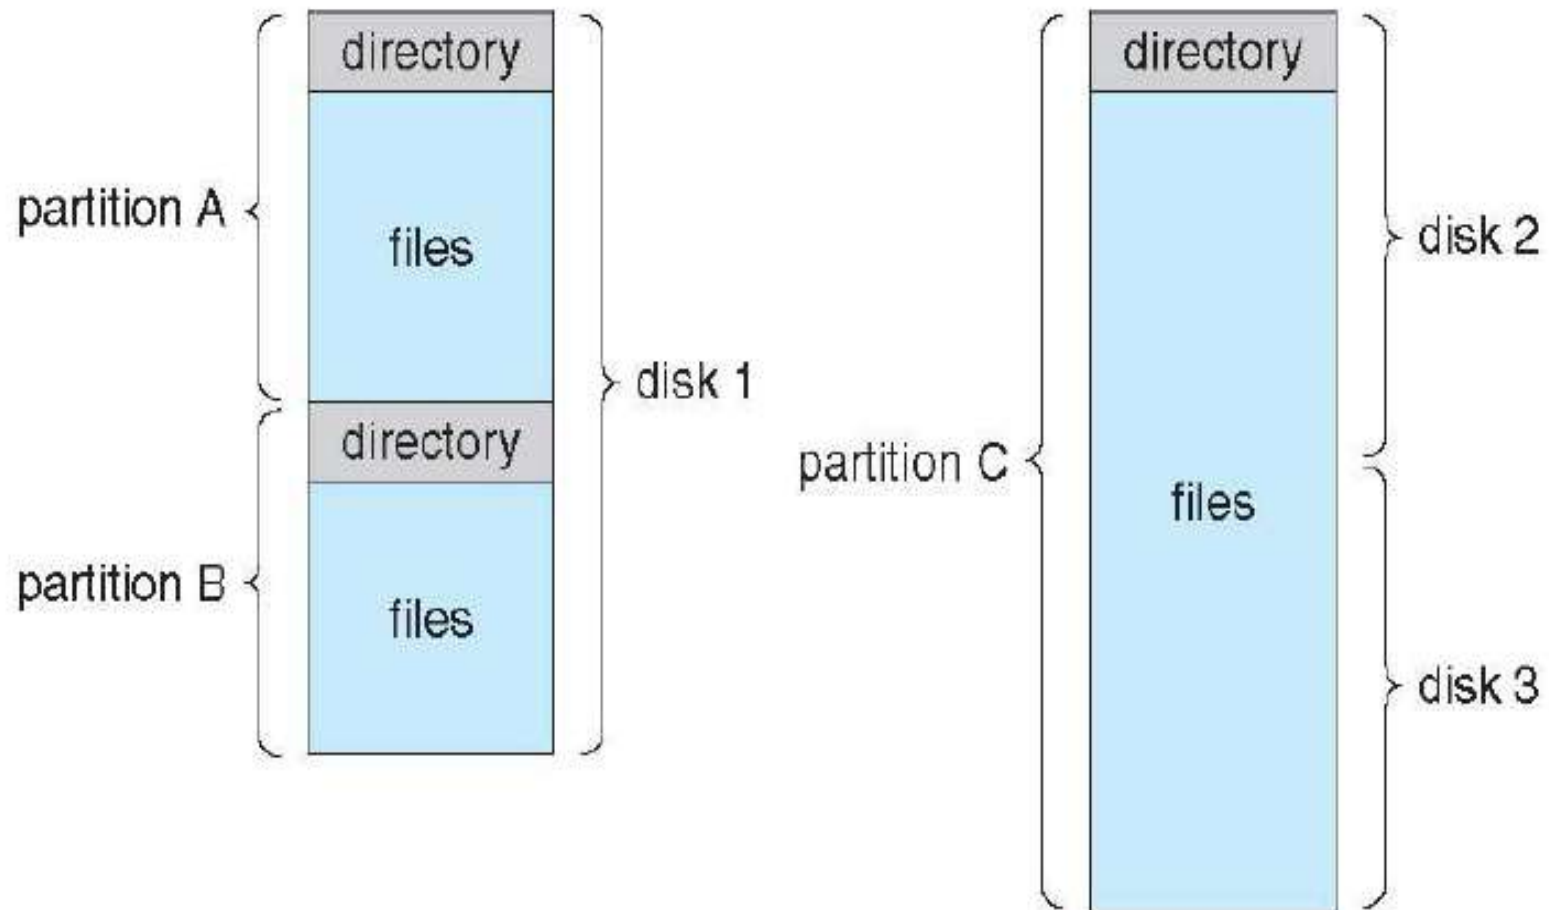 directory
partition A
files
disk 1
directory
partition B
files
directory
disk 2
partition C
files
disk 3